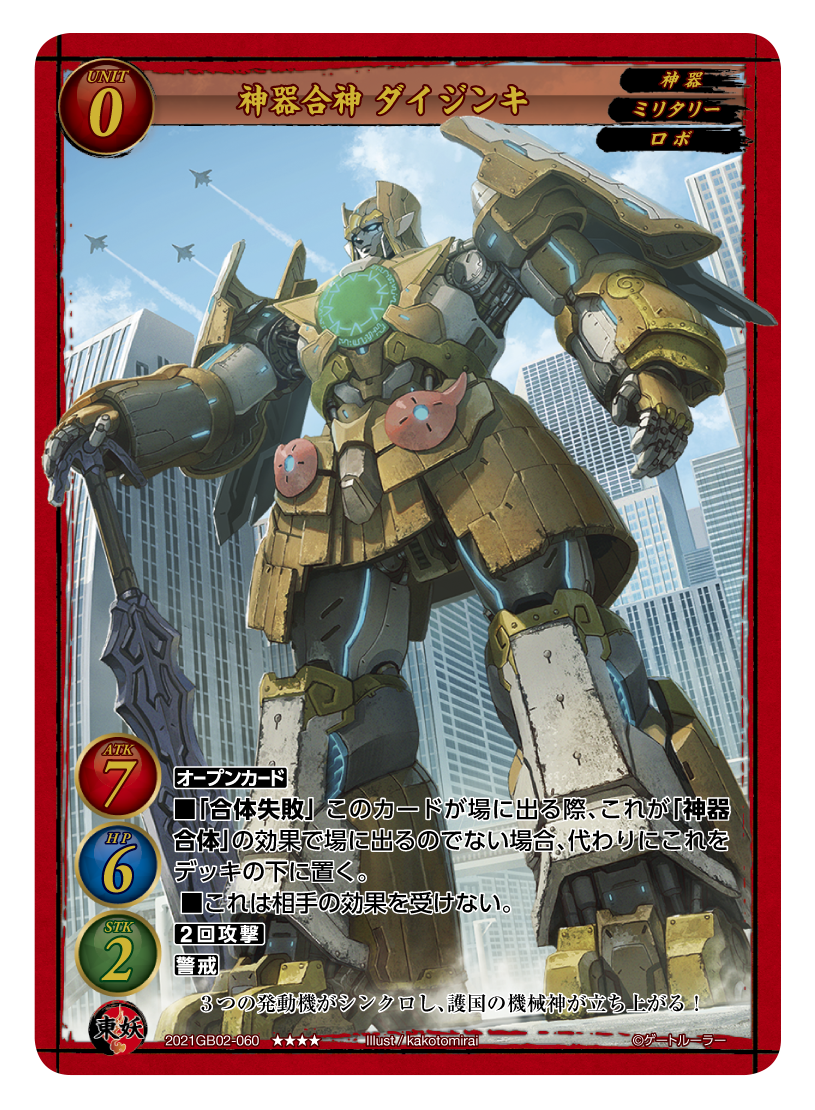 UNIT
0
神器合神 ダイジンキ
神器
ミリタリー
ロボ
ATK
7
HP
6
STK
2
オープンカード
■「合体失敗」このカードが場に出る際、これが「神器
合体」の効果で場に出るのでない場合、代わりにこれを
デッキの下に置く。
■これは相手の効果を受けない。
2回攻撃
警戒
3つの発動機がシンクロし、護国の機械神が立ち上がる!
東妖
2021GB02-060 ★★★★ Illust / kakotomirai ©ゲートルーラー